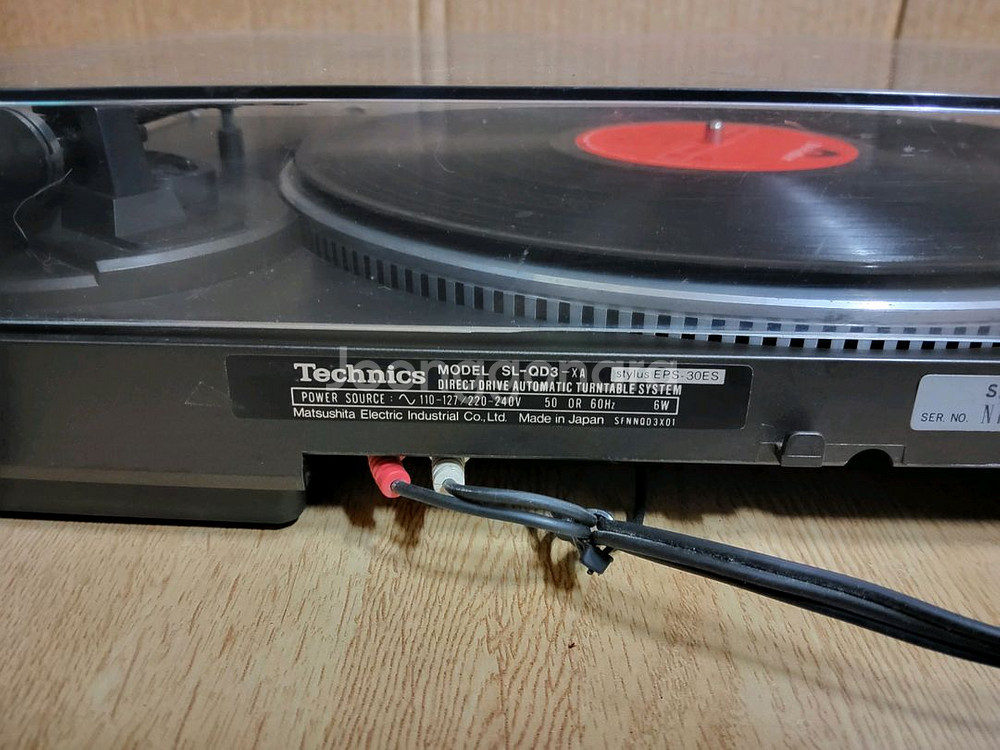 Technics MODEL SL-QD3-XA stylus EPS-30ES
DIRECT DRIVE AUTOMATIC TURNTABLE SYSTEM
POWER SOURCE : ∿ 110-127/220-240V 50 OR 60Hz 6W
Matsushita Electric Industrial Co., Ltd. Made in Japan SFNNQD3X01
SER. NO.
Joonggonara